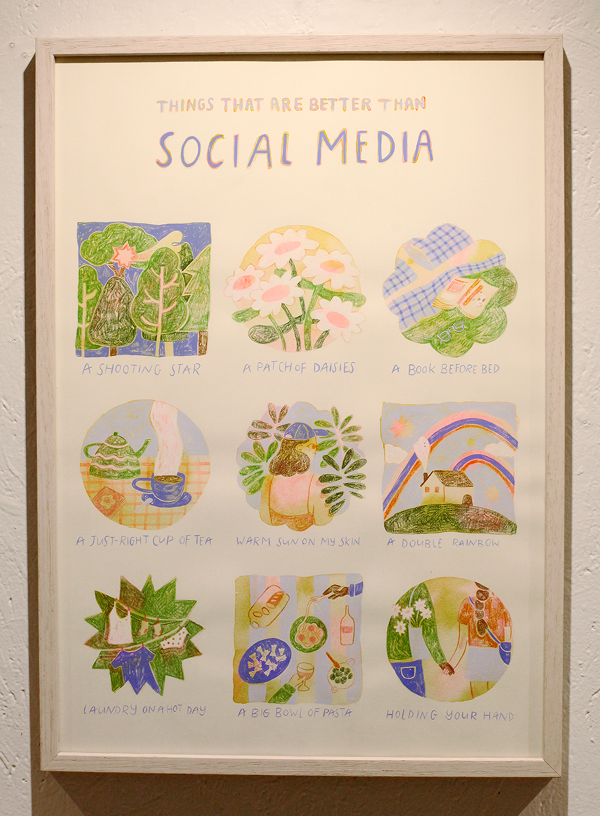 THINGS THAT ARE BETTER THAN
SOCIAL MEDIA
A SHOOTING STAR
A PATCH OF DAISIES
A BOOK BEFORE BED
A JUST-RIGHT CUP OF TEA
WARM SUN ON MY SKIN
A DOUBLE RAINBOW
LAUNDRY ON A HOT DAY
A BIG BOWL OF PASTA
HOLDING YOUR HAND